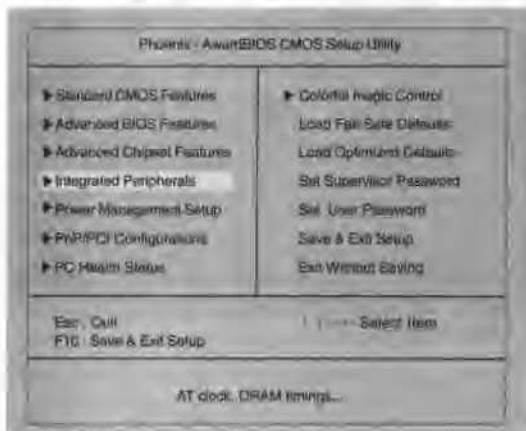 Phoenix - AwardBIOS CMOS Setup Utility
Standard CMOS Features
Advanced BIOS Features
Advanced Chipset Features
Integrated Peripherals
Power Management Setup
PnP/PCI Configurations
PC Health Status
Colorful magic Control
Load Fail-Safe Defaults
Load Optimized Defaults
Set Supervisor Password
Set User Password
Save & Exit Setup
Exit Without Saving
Esc : Quit
F10 : Save & Exit Setup
Select Item
AT clock, DRAM timings...